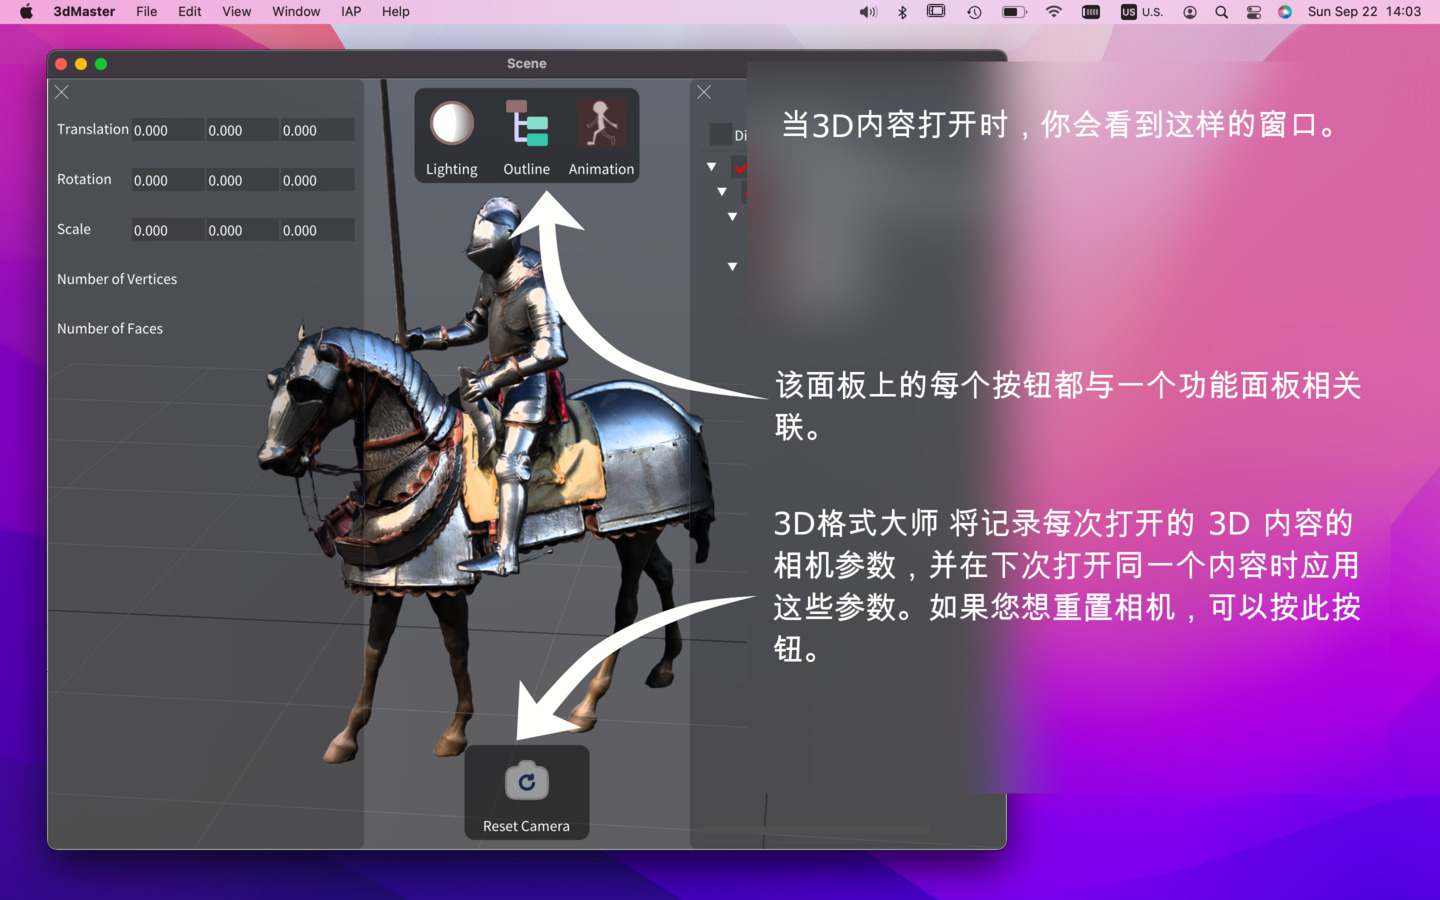 3dMaster File Edit View Window IAP Help US U.S. Sun Sep 22 14:03
Scene
Translation 0.000 0.000 0.000
Rotation 0.000 0.000 0.000
Scale 0.000 0.000 0.000
Number of Vertices
Number of Faces
Lighting Outline Animation
Di
当3D内容打开时，你会看到这样的窗口。
该面板上的每个按钮都与一个功能面板相关
联。
3D格式大师 将记录每次打开的 3D 内容的
相机参数，并在下次打开同一个内容时应用
这些参数。如果您想重置相机，可以按此按
钮。
Reset Camera